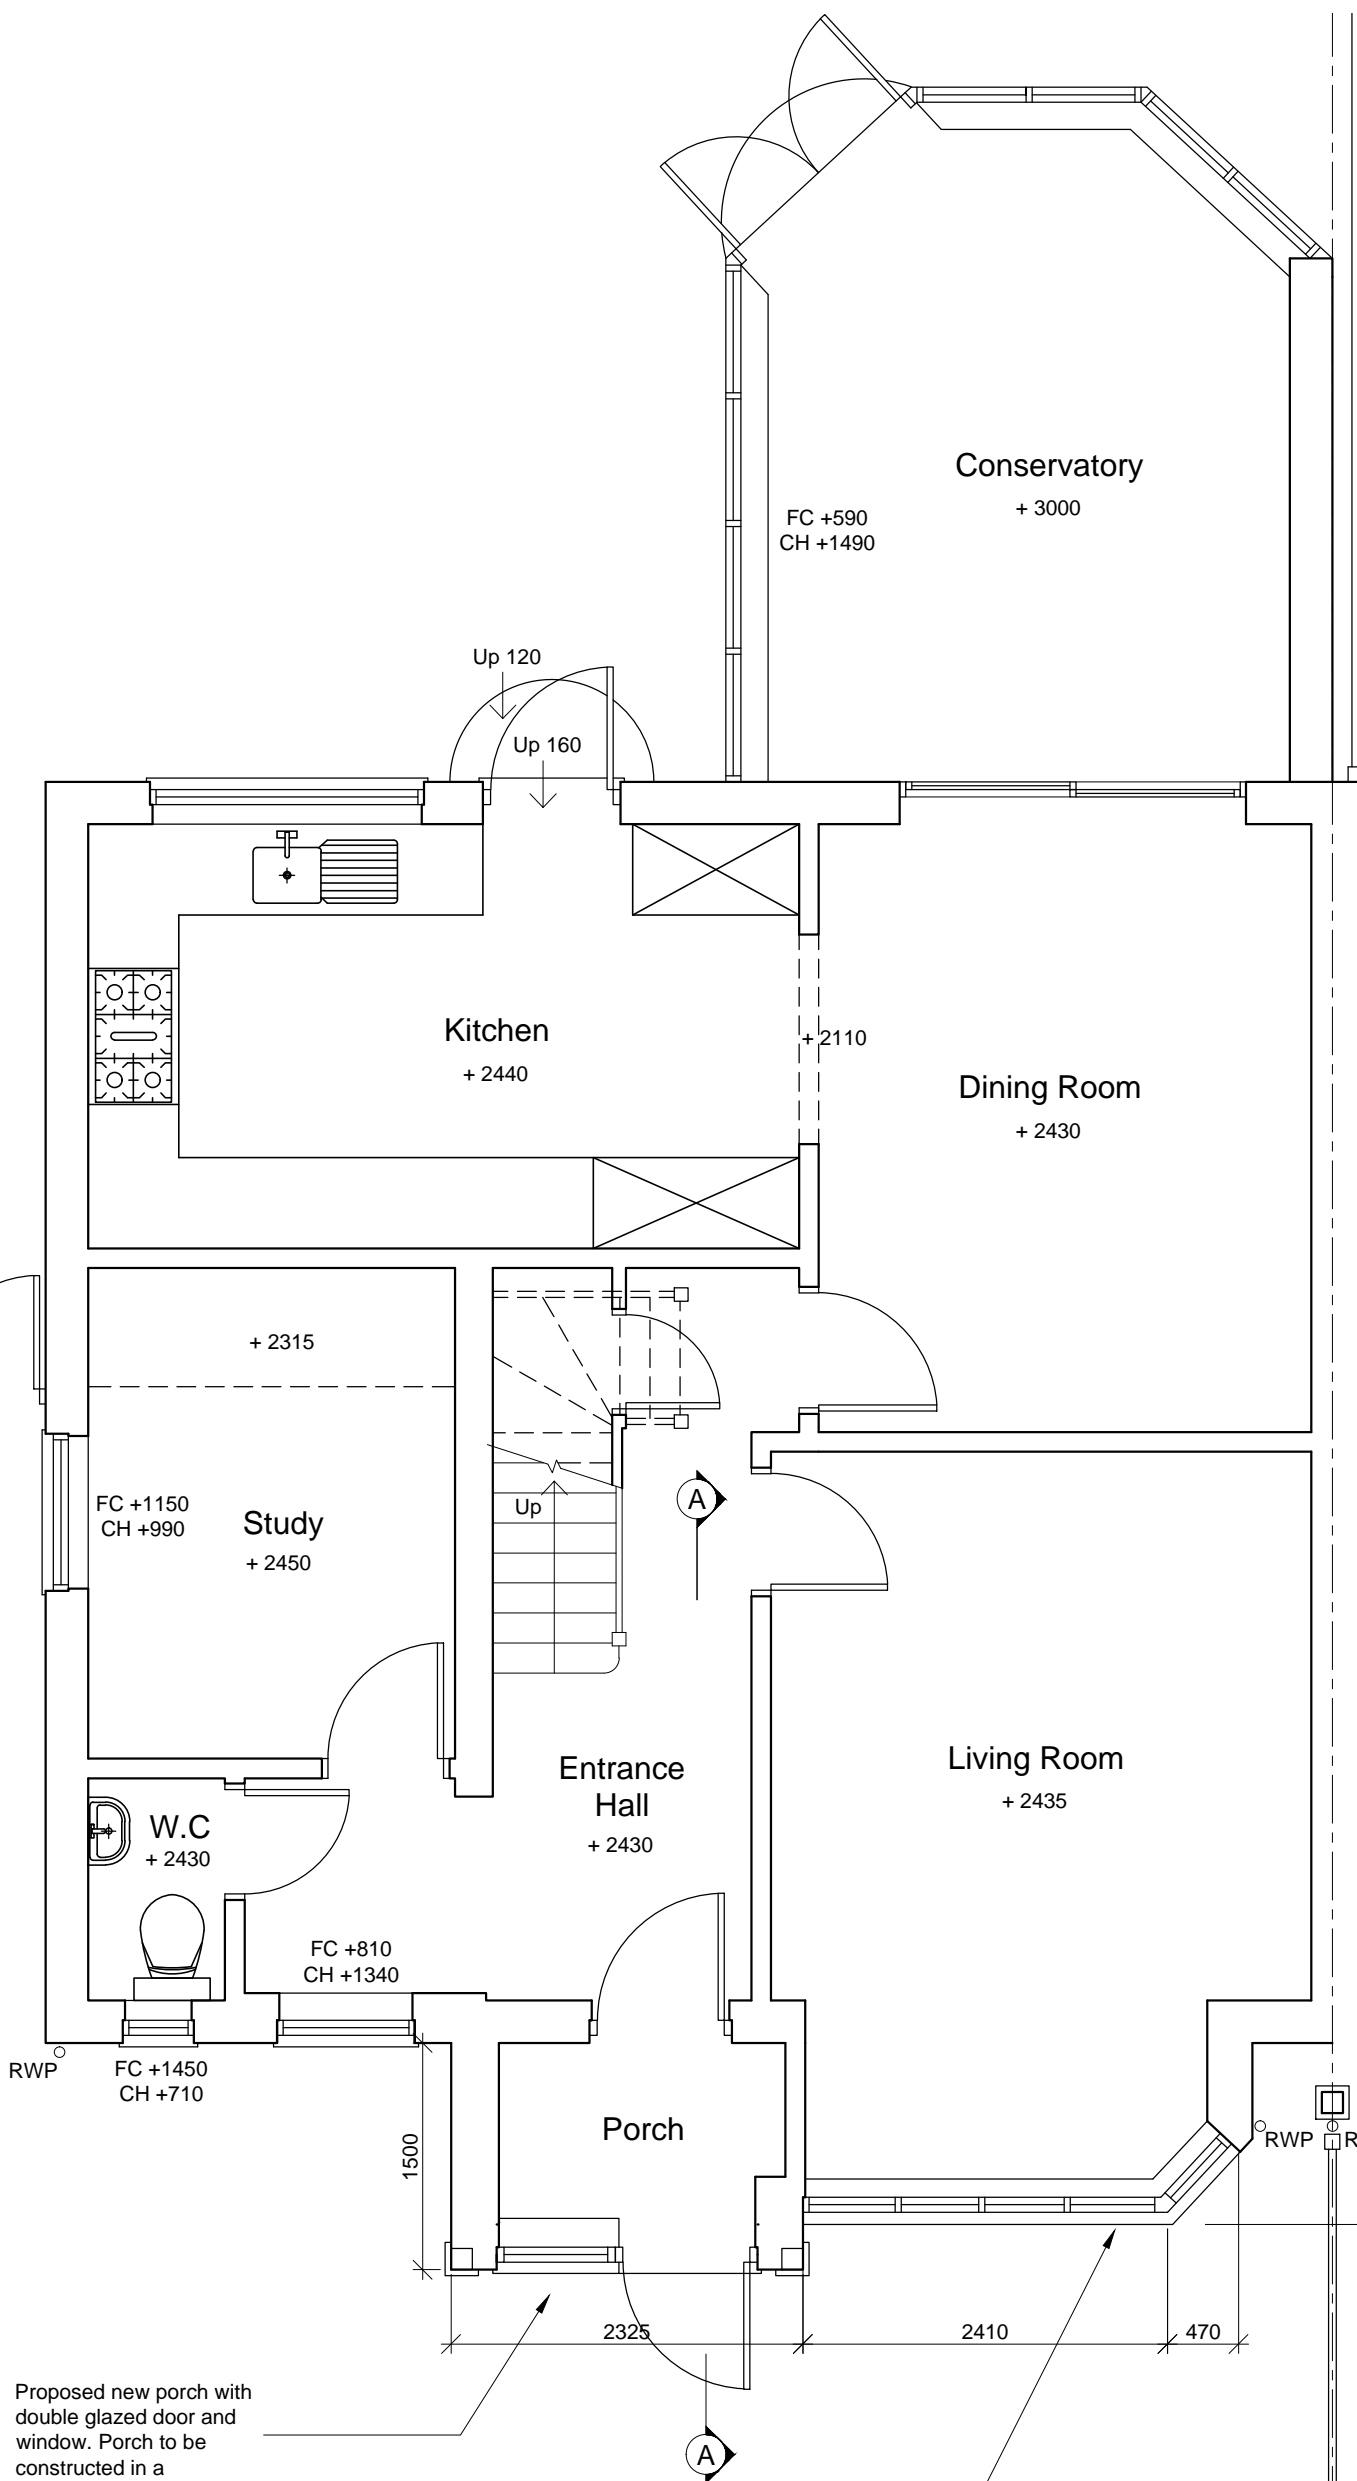 Conservatory
+ 3000
FC +590
CH +1490
Up 120
Up 160
Kitchen
+ 2440
+ 2110
Dining Room
+ 2430
+ 2315
FC +1150
CH +990
Study
+ 2450
Up
A
Entrance
Hall
+ 2430
Living Room
+ 2435
W.C
+ 2430
FC +810
CH +1340
RWP
FC +1450
CH +710
1500
Porch
RWP
R
2325
2410
470
Proposed new porch with
double glazed door and
window. Porch to be
constructed in a
A